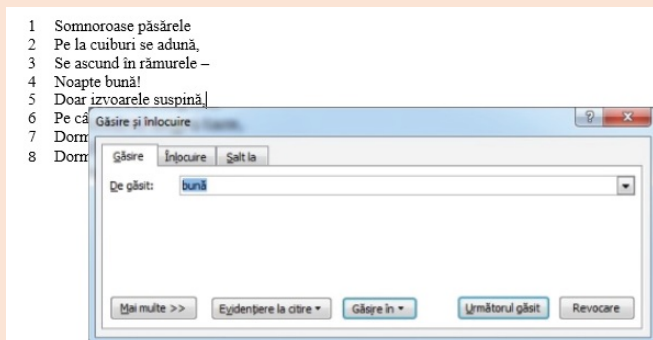 1 Somnoroase păsărele
2 Pe la cuiburi se adună,
3 Se ascund în rămurele –
4 Noapte bună!
5 Doar izvoarele suspină,
6 Pe câ
7 Dorm
8 Dorm
Găsire și înlocuire
Găsire Înlocuire Salt la
De găsit: bună
Mai multe >> Evidențiere la citire Găsire în Următorul găsit Revocare